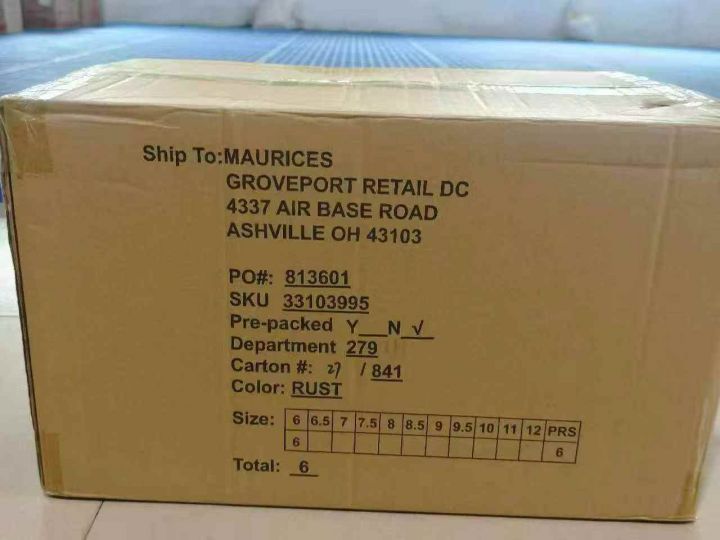 Ship To:MAURICES
GROVEPORT RETAIL DC
4337 AIR BASE ROAD
ASHVILLE OH 43103
PO#: 813601
SKU 33103995
Pre-packed Y__N √
Department 279
Carton #: 27 / 841
Color: RUST
Size: 6 6.5 7 7.5 8 8.5 9 9.5 10 11 12 PRS
6 6
Total: 6